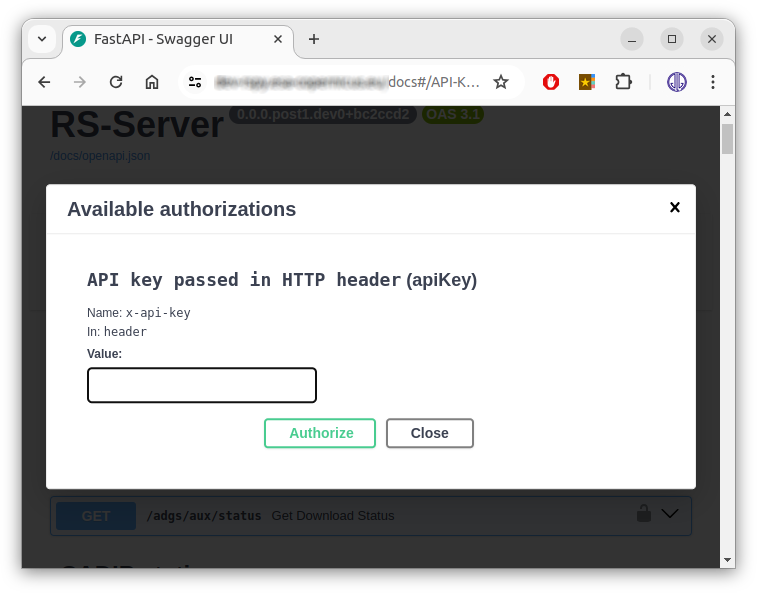 FastAPI - Swagger UI
docs#/API-K...
RS-Server 0.0.0.post1.dev0+bc2ccd2 OAS 3.1
/docs/openapi.json
Available authorizations
API key passed in HTTP header (apiKey)
Name: x-api-key
In: header
Value:
Authorize Close
GET /adgs/aux/status Get Download Status